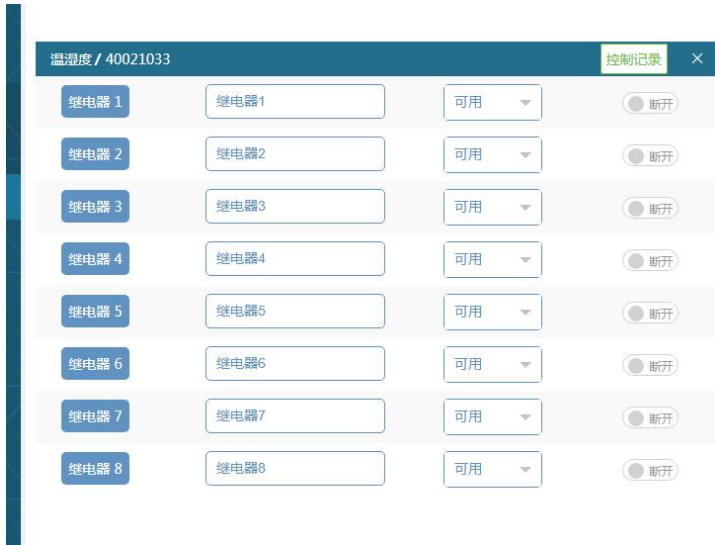 温湿度 / 40021033 控制记录 ×
继电器 1 继电器1 可用 断开
继电器 2 继电器2 可用 断开
继电器 3 继电器3 可用 断开
继电器 4 继电器4 可用 断开
继电器 5 继电器5 可用 断开
继电器 6 继电器6 可用 断开
继电器 7 继电器7 可用 断开
继电器 8 继电器8 可用 断开